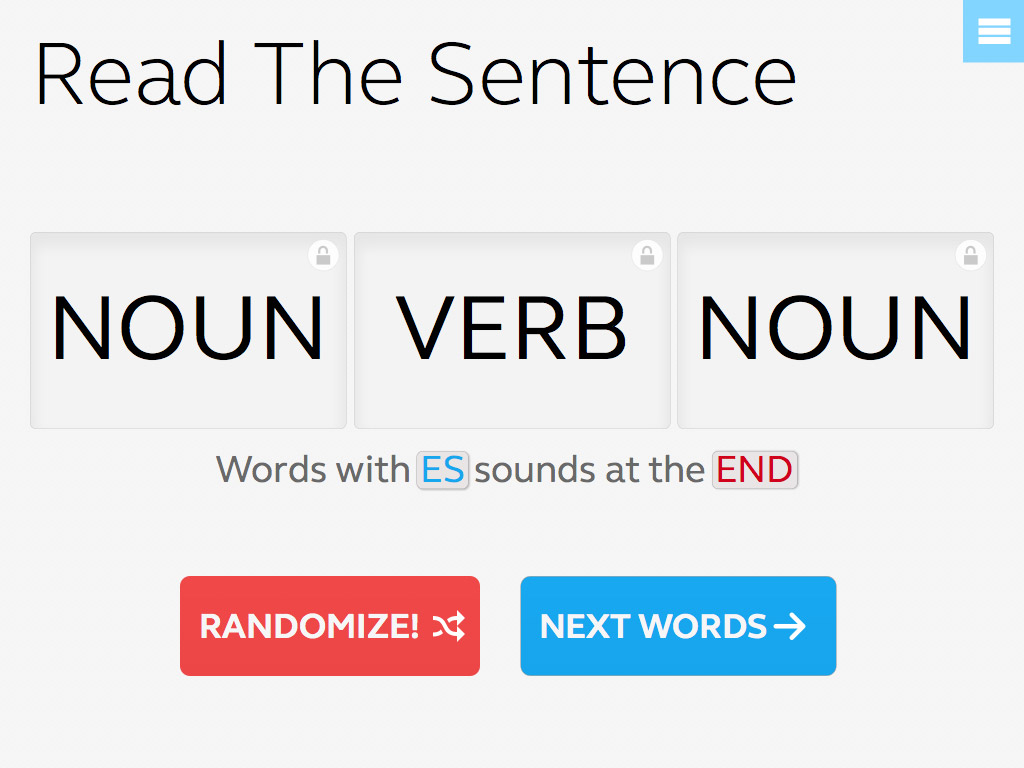 Read The Sentence
NOUN VERB NOUN
Words with ES sounds at the END
RANDOMIZE! NEXT WORDS